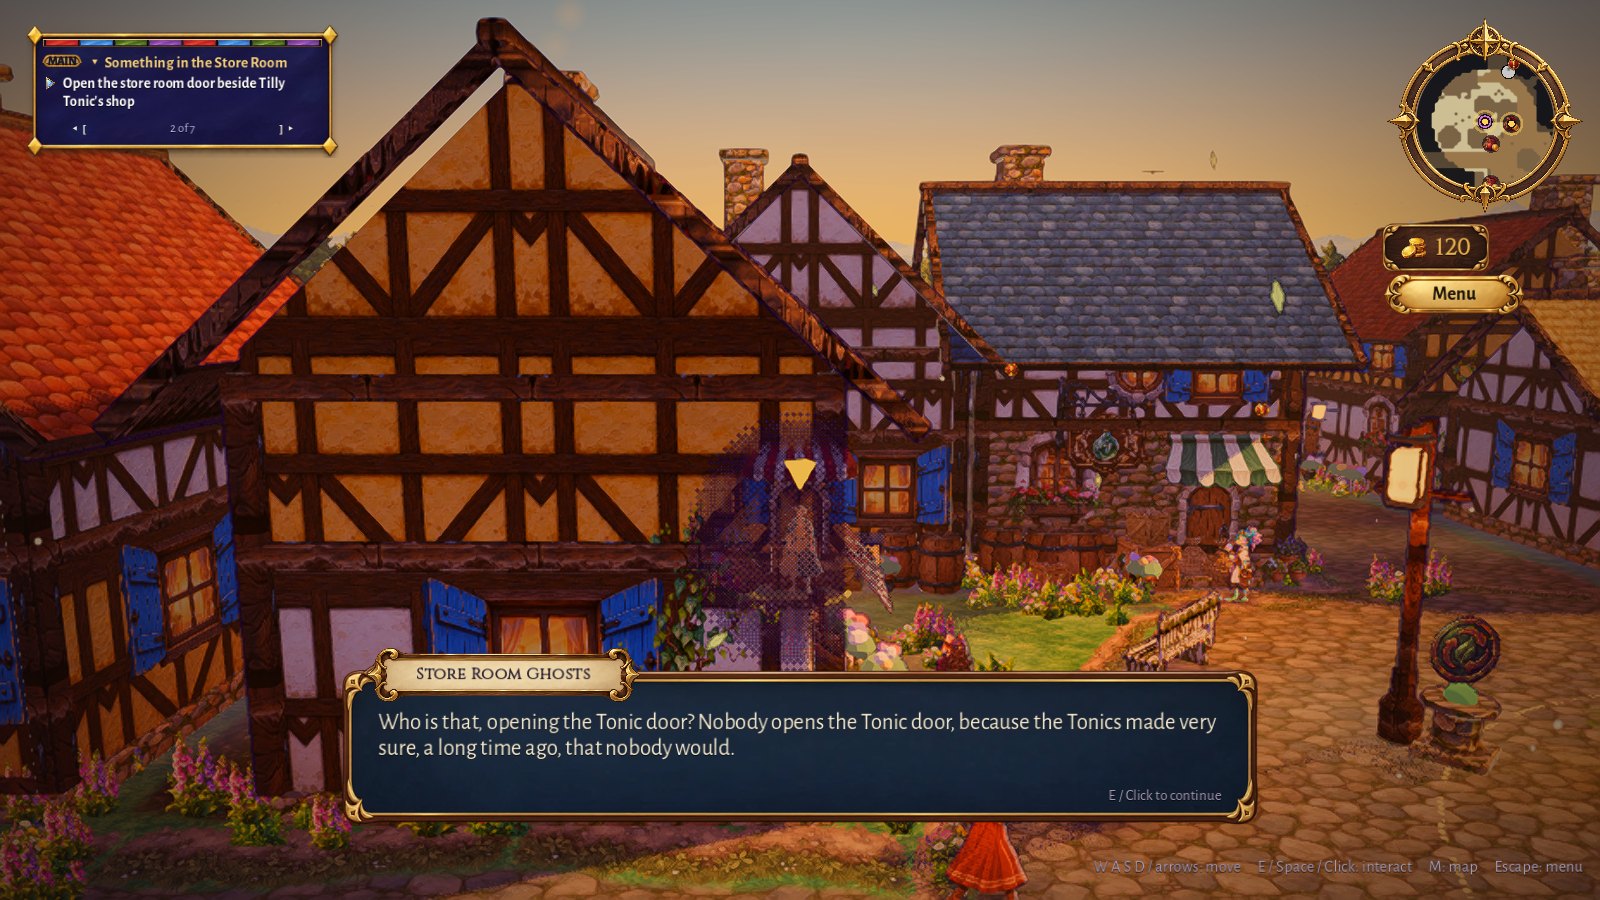 MAIN
Something in the Store Room
Open the store room door beside Tilly
Tonic's shop
[
2 of 7
]
120
Menu
STORE ROOM GHOSTS
Who is that, opening the Tonic door? Nobody opens the Tonic door, because the Tonics made very
sure, a long time ago, that nobody would.
E / Click to continue
W A S D / arrows: move E / Space / Click: interact M: map Escape: menu